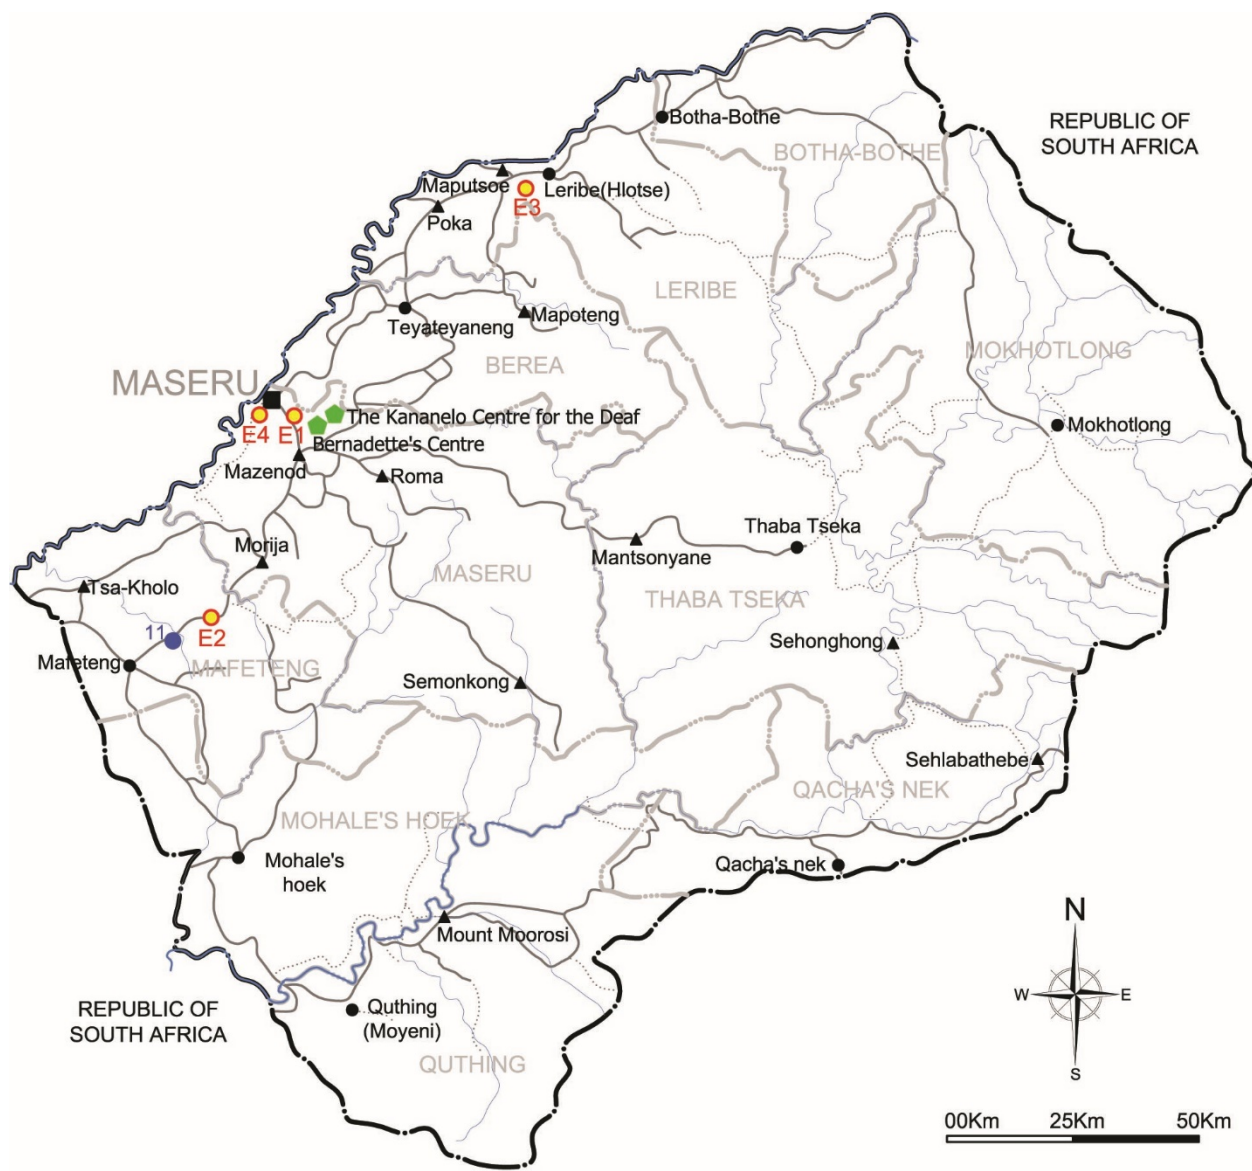 Botha-Bothe
REPUBLIC OF
SOUTH AFRICA
BOTHA-BOTHE
Maputsoe
Leribe(Hlotse)
E3
Poka
LERIBE
Teyateyaneng
Mapoteng
BEREA
MOKHOTLONG
MASERU
The Kananelo Centre for the Deaf
Mokhotlong
E4
E1
Bernadette's Centre
Mazenod
Roma
Thaba Tseka
Morija
Mantsonyane
MASERU
Tsa-Kholo
THABA TSEKA
11
E2
Sehonghong
Mafeteng
MAFETENG
Semonkong
Sehlabathebe
QACHA'S NEK
MOHALE'S HOEK
Mohale's
hoek
Qacha's nek
N
Mount Moorosi
W
E
REPUBLIC OF
SOUTH AFRICA
Quthing
(Moyeni)
QUTHING
S
00Km
25Km
50Km